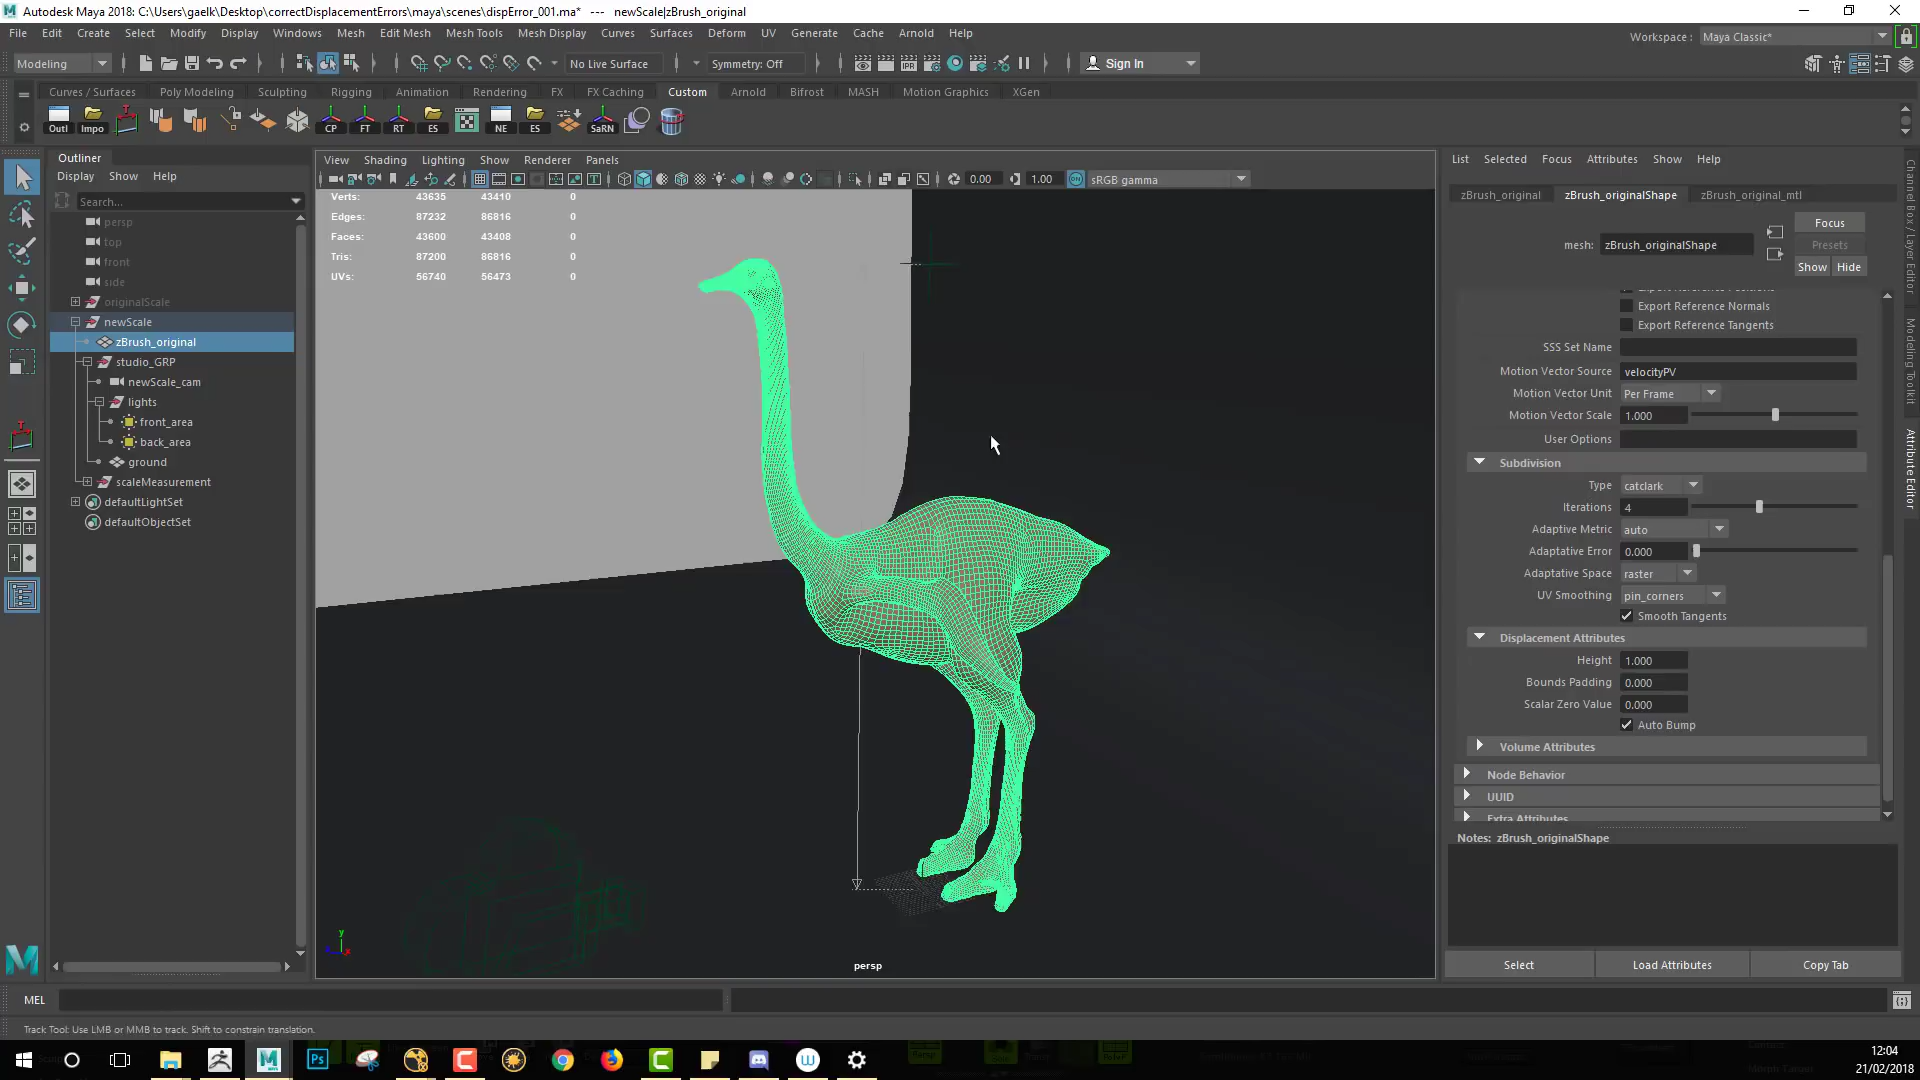 Autodesk Maya 2018: C:\Users\gaelk\Desktop\correctDisplacementErrors\maya\scenes\dispError_001.ma* --- newScale|zBrush_original
File Edit Create Select Modify Display Windows Mesh Edit Mesh Mesh Tools Mesh Display Curves Surfaces Deform UV Generate Cache Arnold Help
Workspace : Maya Classic*
Modeling No Live Surface Symmetry: Off Sign In
Curves / Surfaces Poly Modeling Sculpting Rigging Animation Rendering FX FX Caching Custom Arnold Bifrost MASH Motion Graphics XGen
Outl Impo CP FT RT ES NE ES SaRN
Outliner
Display Show Help
Search...
persp
top
front
side
originalScale
newScale
zBrush_original
studio_GRP
newScale_cam
lights
front_area
back_area
ground
scaleMeasurement
defaultLightSet
defaultObjectSet
View Shading Lighting Show Renderer Panels
0.00 1.00 ON sRGB gamma
Verts: 43635 43410 0
Edges: 87232 86816 0
Faces: 43600 43408 0
Tris: 87200 86816 0
UVs: 56740 56473 0
y
x
persp
List Selected Focus Attributes Show Help
zBrush_original zBrush_originalShape zBrush_original_mtl
mesh: zBrush_originalShape
Focus
Presets
Show Hide
Export Reference Normals
Export Reference Tangents
SSS Set Name
Motion Vector Source velocityPV
Motion Vector Unit Per Frame
Motion Vector Scale 1.000
User Options
Subdivision
Type catclark
Iterations 4
Adaptive Metric auto
Adaptative Error 0.000
Adaptative Space raster
UV Smoothing pin_corners
Smooth Tangents
Displacement Attributes
Height 1.000
Bounds Padding 0.000
Scalar Zero Value 0.000
Auto Bump
Volume Attributes
Node Behavior
UUID
Extra Attributes
Notes: zBrush_originalShape
Select Load Attributes Copy Tab
Channel Box / Layer Editor
Modeling Toolkit
Attribute Editor
MEL
Track Tool: Use LMB or MMB to track. Shift to constrain translation.
12:04
21/02/2018